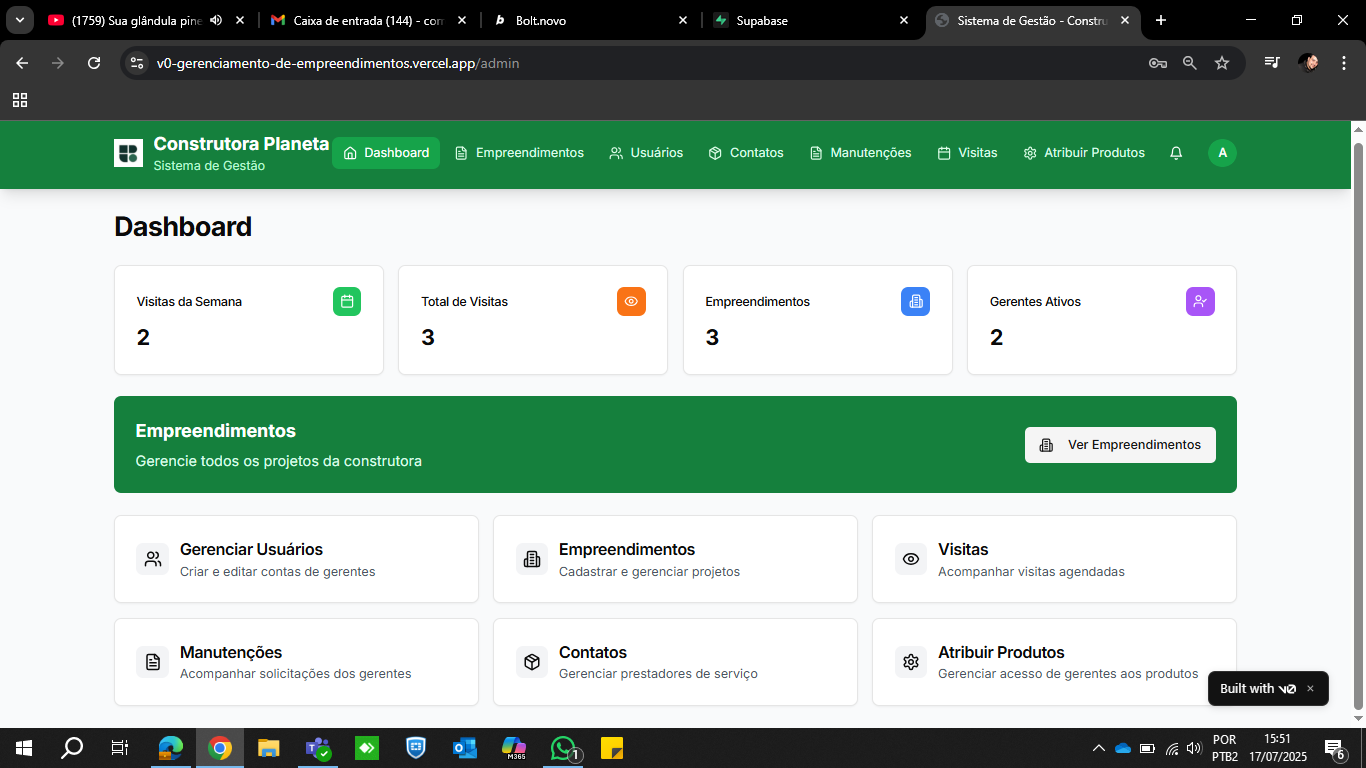 (1759) Sua glândula pine
Caixa de entrada (144) - cor
Bolt.novo
Supabase
Sistema de Gestão - Constru
v0-gerenciamento-de-empreendimentos.vercel.app/admin
Construtora Planeta
Sistema de Gestão
Dashboard
Empreendimentos
Usuários
Contatos
Manutenções
Visitas
Atribuir Produtos
A
Dashboard
Visitas da Semana
2
Total de Visitas
3
Empreendimentos
3
Gerentes Ativos
2
Empreendimentos
Gerencie todos os projetos da construtora
Ver Empreendimentos
Gerenciar Usuários
Criar e editar contas de gerentes
Empreendimentos
Cadastrar e gerenciar projetos
Visitas
Acompanhar visitas agendadas
Manutenções
Acompanhar solicitações dos gerentes
Contatos
Gerenciar prestadores de serviço
Atribuir Produtos
Gerenciar acesso de gerentes aos produtos
Built with v0
M365
1
POR
PTB2
15:51
17/07/2025
6